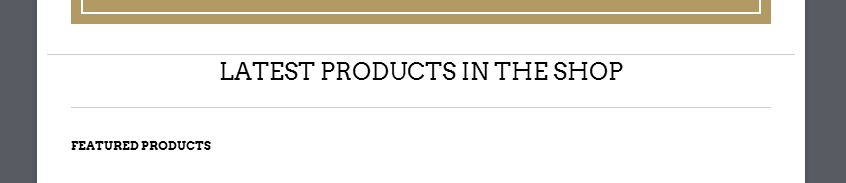 LATEST PRODUCTS IN THE SHOP
FEATURED PRODUCTS